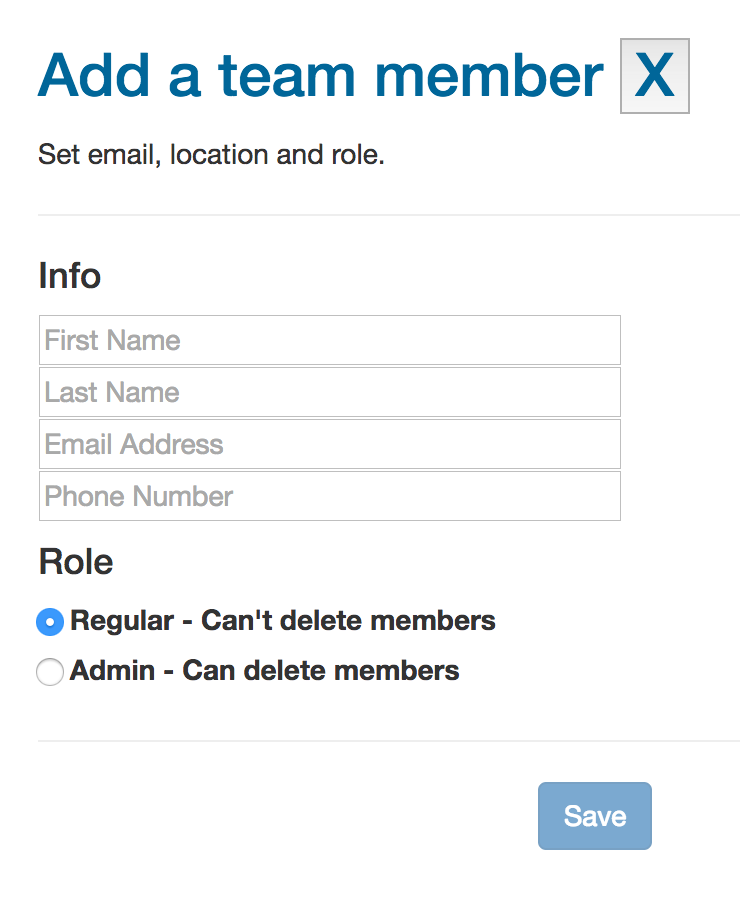 Add a team member X
Set email, location and role.
Info
First Name
Last Name
Email Address
Phone Number
Role
Regular - Can't delete members
Admin - Can delete members
Save